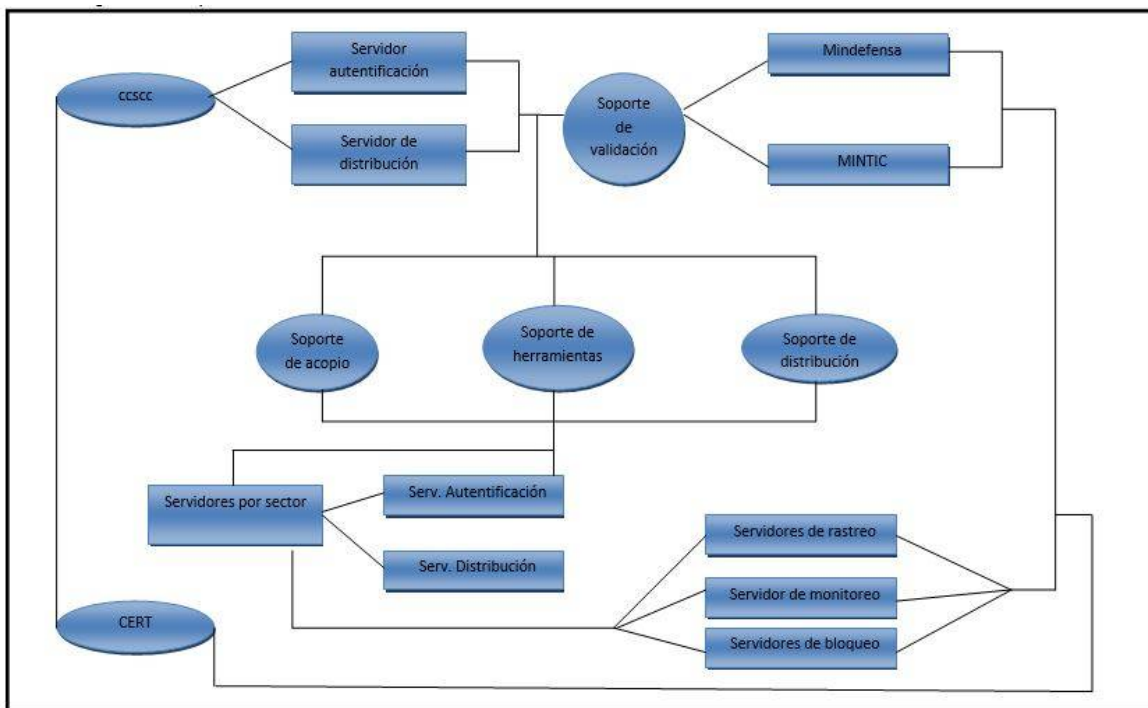 ccscc
Servidor
autentificación
Servidor de
distribución
Soporte
de
validación
Mindefensa
MINTIC
Soporte
de acopio
Soporte de
herramientas
Soporte de
distribución
Servidores por sector
Serv. Autentificación
Serv. Distribución
Servidores de rastreo
Servidor de monitoreo
Servidores de bloqueo
CERT